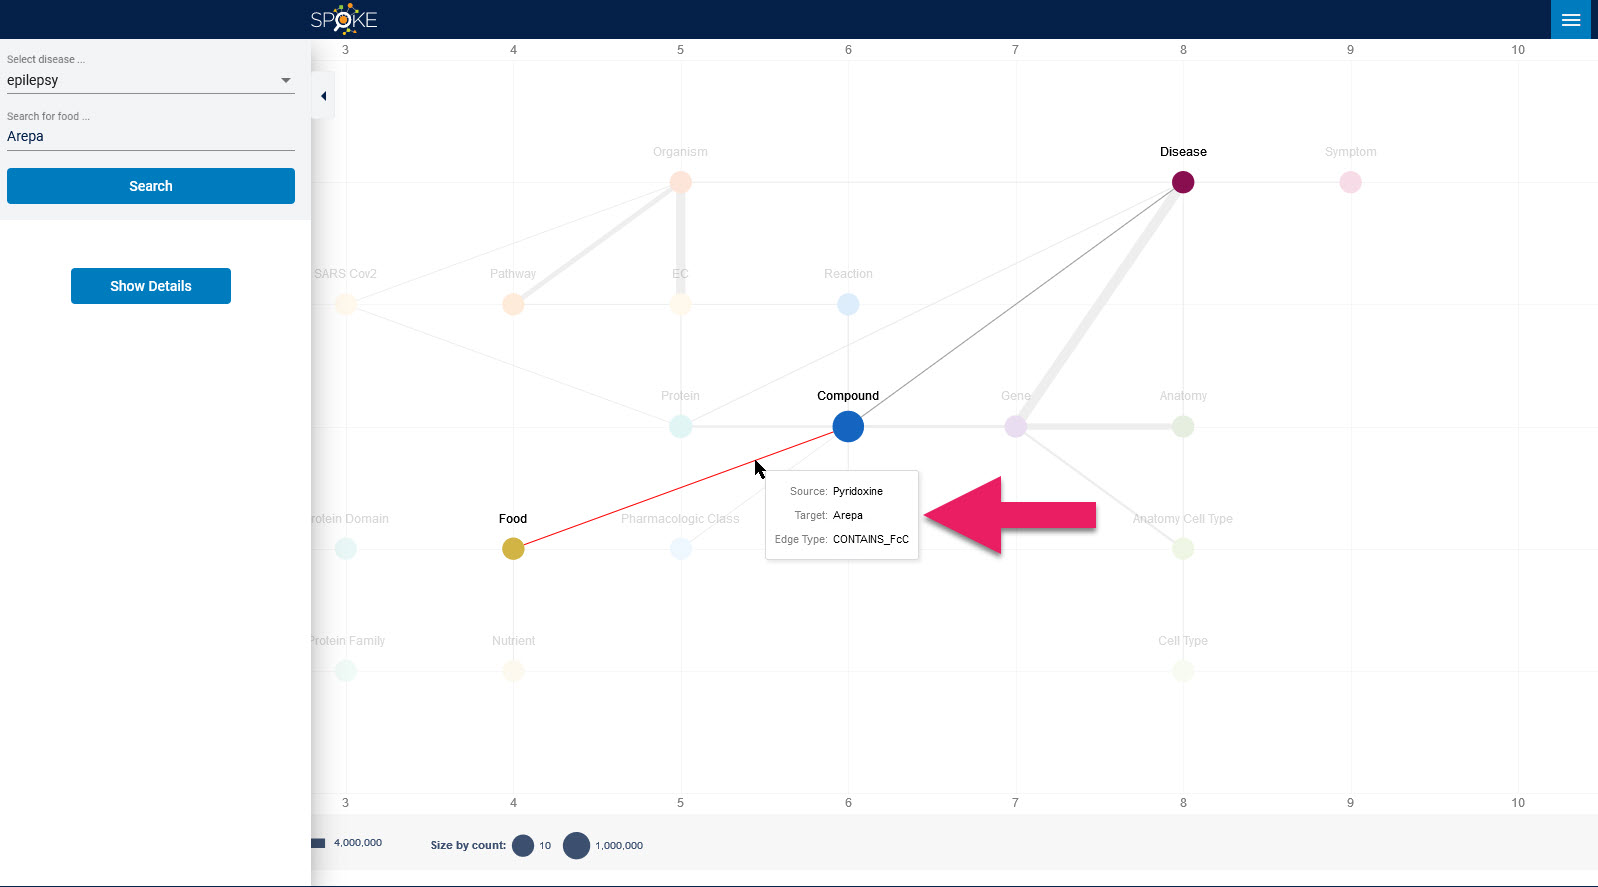 SPOKE
Select disease ...
epilepsy
Search for food ...
Arepa
Search
Show Details
3 4 5 6 7 8 9 10
Organism Disease Symptom
SARS Cov2 Pathway EC Reaction
Protein Compound Gene Anatomy
rotein Domain Food Pharmacologic Class Anatomy Cell Type
Source: Pyridoxine
Target: Arepa
Edge Type: CONTAINS_FcC
Protein Family Nutrient Cell Type
3 4 5 6 7 8 9 10
4,000,000 Size by count: 10 1,000,000